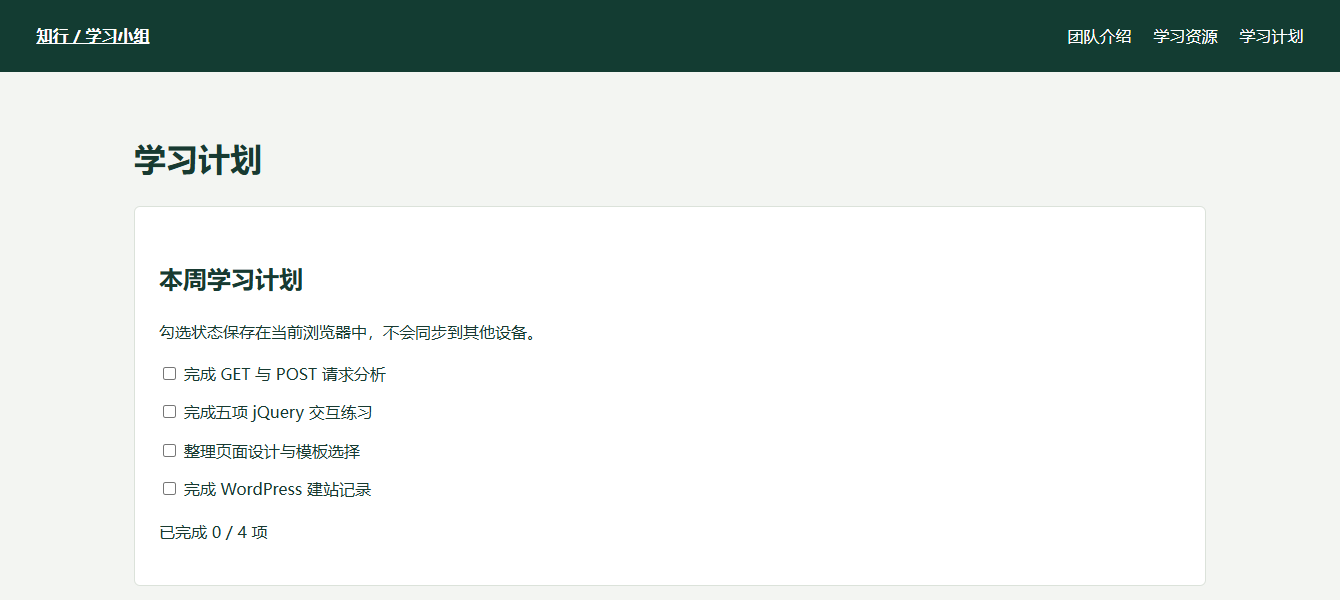 知行 / 学习小组
团队介绍 学习资源 学习计划
学习计划
本周学习计划
勾选状态保存在当前浏览器中，不会同步到其他设备。
完成 GET 与 POST 请求分析
完成五项 jQuery 交互练习
整理页面设计与模板选择
完成 WordPress 建站记录
已完成 0 / 4 项